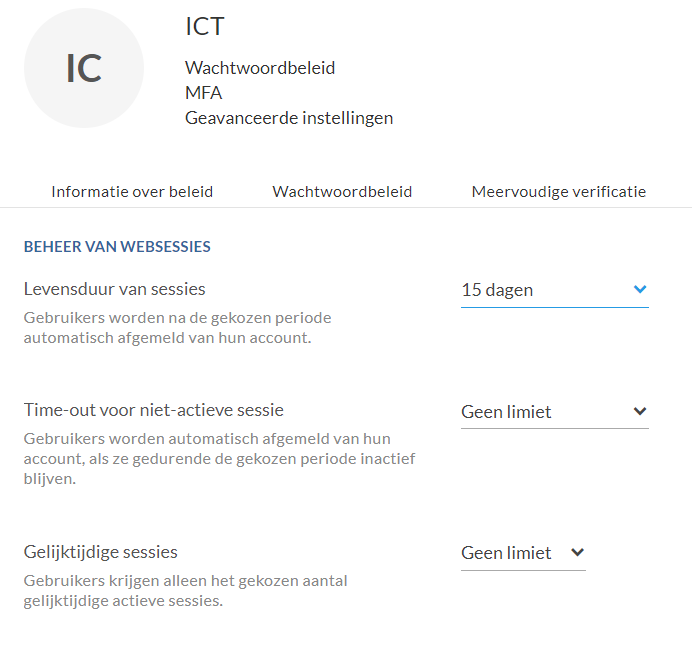 IC
ICT
Wachtwoordbeleid
MFA
Geavanceerde instellingen
Informatie over beleid
Wachtwoordbeleid
Meervoudige verificatie
BEHEER VAN WEBSESSIES
Levensduur van sessies
15 dagen
Gebruikers worden na de gekozen periode
automatisch afgemeld van hun account.
Time-out voor niet-actieve sessie
Geen limiet
Gebruikers worden automatisch afgemeld van hun
account, als ze gedurende de gekozen periode inactief
blijven.
Gelijktijdige sessies
Geen limiet
Gebruikers krijgen alleen het gekozen aantal
gelijktijdige actieve sessies.